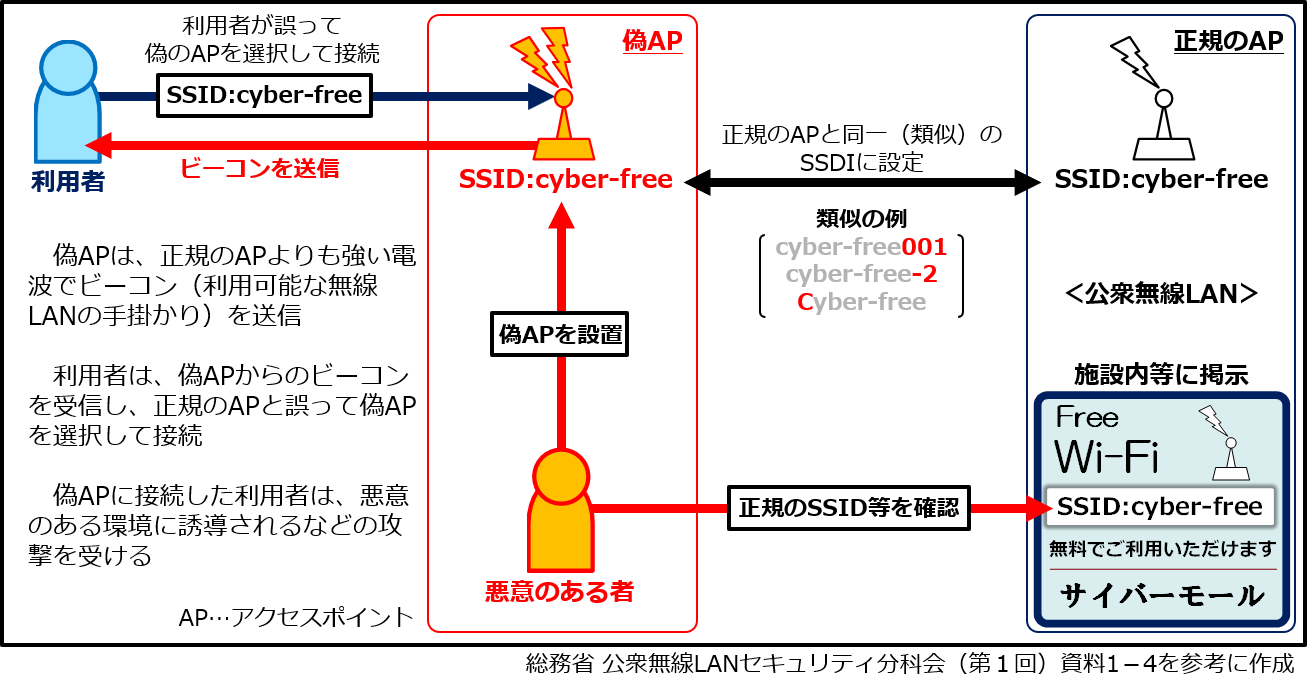 利用者が誤って
偽のAPを選択して接続
SSID:cyber-free
ビーコンを送信
利用者
偽AP
SSID:cyber-free
正規のAPと同一（類似）の
SSDIに設定
類似の例
cyber-free001
cyber-free-2
Cyber-free
正規のAP
SSID:cyber-free
＜公衆無線LAN＞
施設内等に掲示
Free
Wi-Fi
SSID:cyber-free
無料でご利用いただけます
サイバーモール
偽APを設置
正規のSSID等を確認
悪意のある者
偽APは、正規のAPよりも強い電
波でビーコン（利用可能な無線
LANの手掛かり）を送信
利用者は、偽APからのビーコン
を受信し、正規のAPと誤って偽AP
を選択して接続
偽APに接続した利用者は、悪意
のある環境に誘導されるなどの攻
撃を受ける
AP…アクセスポイント
総務省 公衆無線LANセキュリティ分科会（第１回）資料1－4を参考に作成